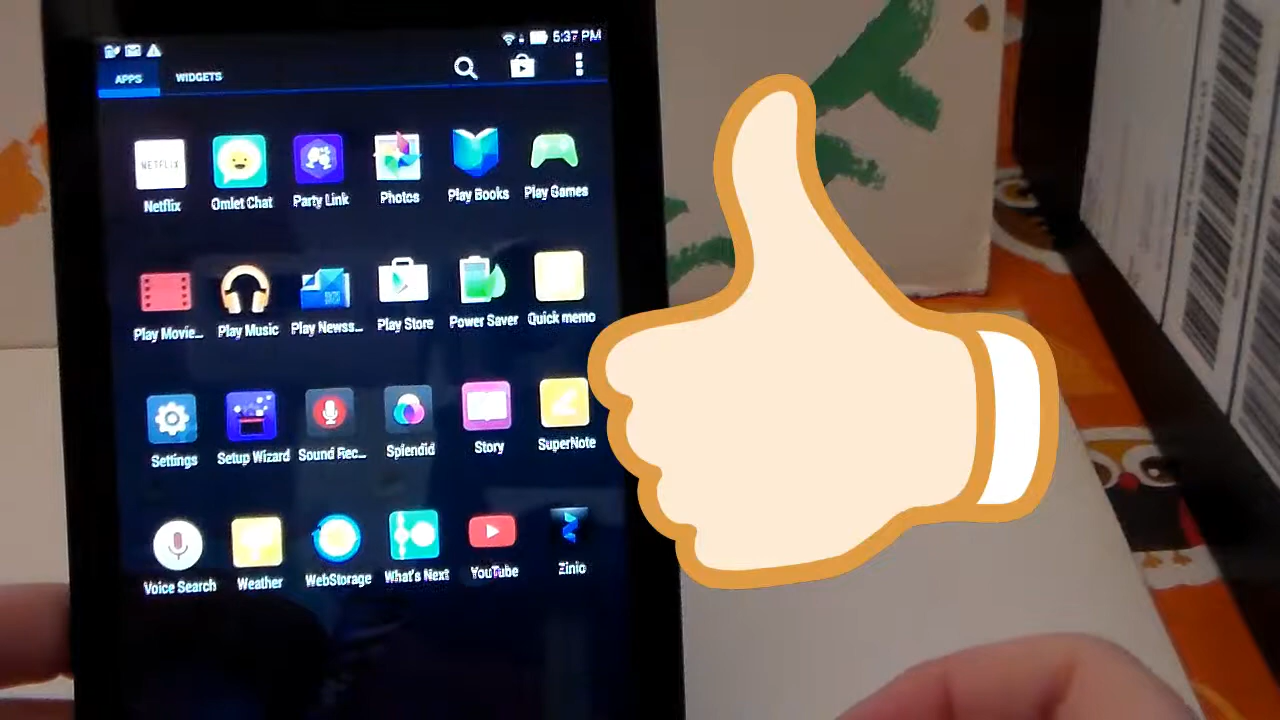 5:37 PM
APPS WIDGETS
NETFLIX
Netflix Omlet Chat Party Link Photos Play Books Play Games
Play Movie... Play Music Play Newss... Play Store Power Saver Quick memo
Settings Setup Wizard Sound Rec... Splendid Story SuperNote
Voice Search Weather WebStorage What's Next YouTube Zinio